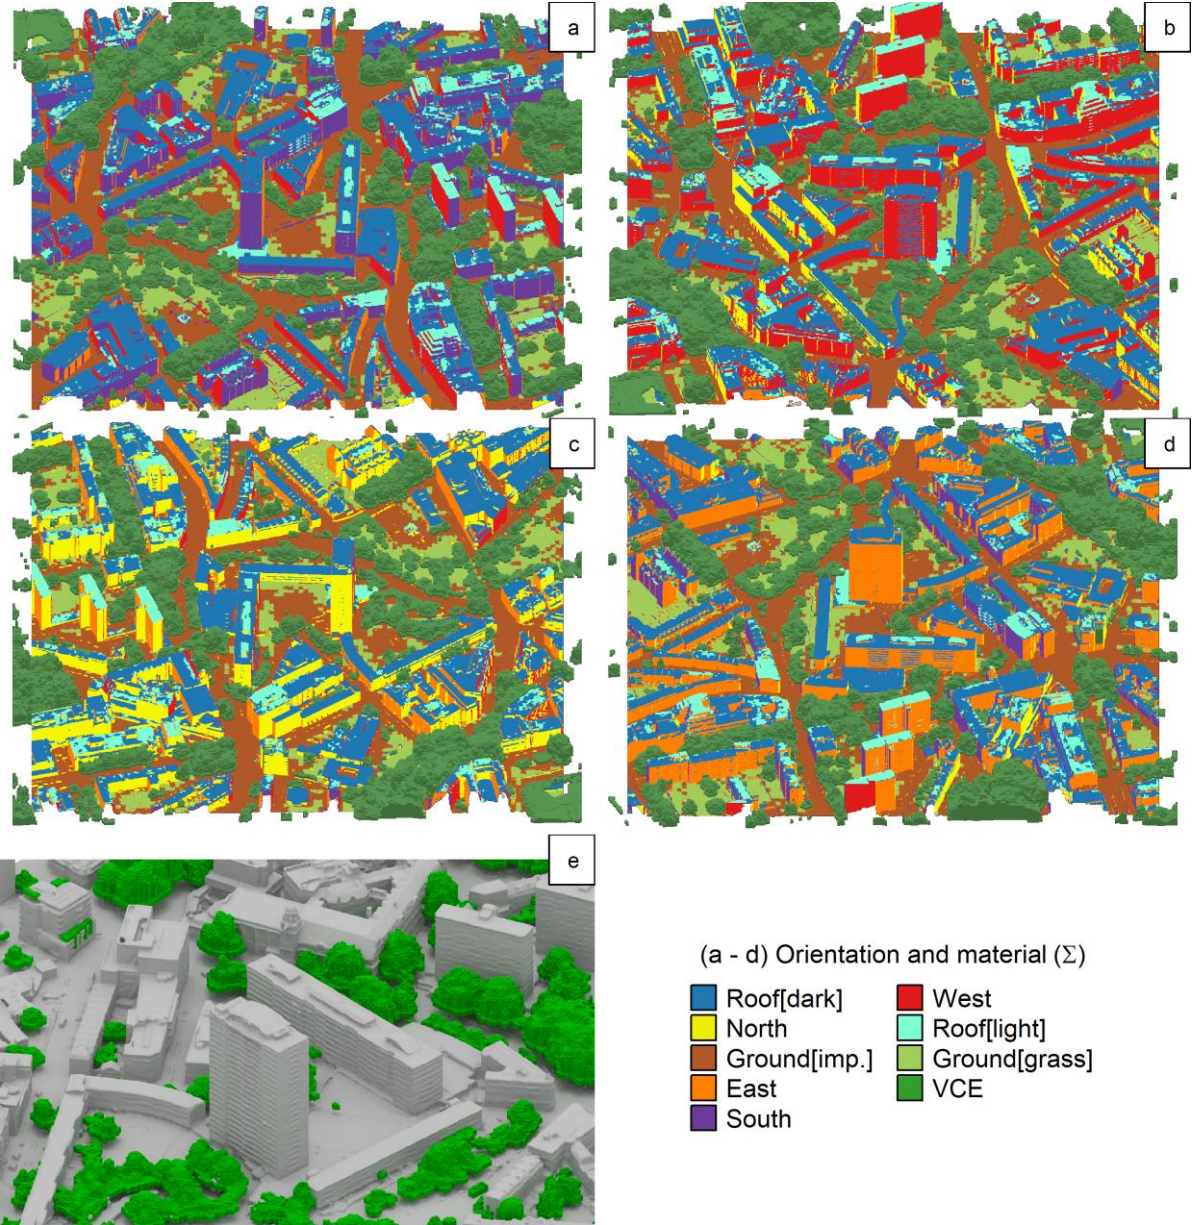 a
b
c
d
e
(a - d) Orientation and material (Σ)
Roof[dark]
North
Ground[imp.]
East
South
West
Roof[light]
Ground[grass]
VCE